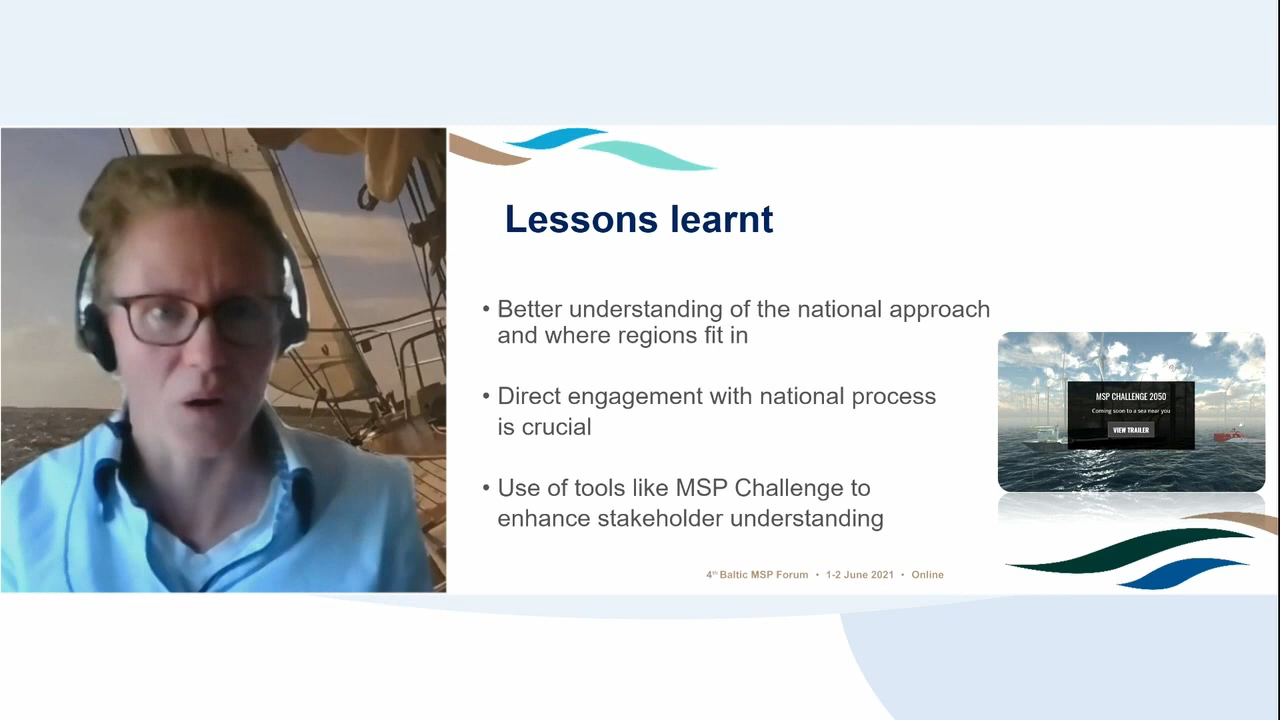 Lessons learnt
• Better understanding of the national approach
and where regions fit in
• Direct engagement with national process
is crucial
• Use of tools like MSP Challenge to
enhance stakeholder understanding
MSP CHALLENGE 2050
Coming soon to a sea near you
VIEW TRAILER
4th Baltic MSP Forum • 1-2 June 2021 • Online